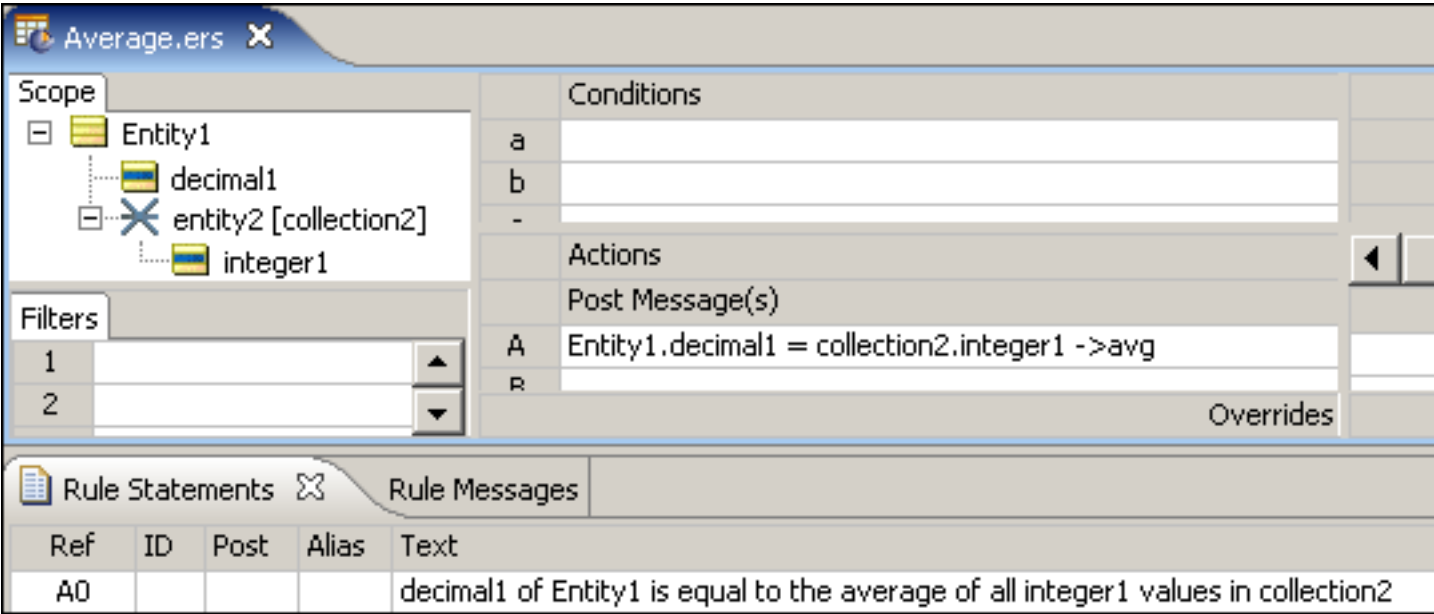 Average.ers
Scope
Entity1
decimal1
entity2 [collection2]
integer1
Filters
1
2
Conditions
a
b
Actions
Post Message(s)
A Entity1.decimal1 = collection2.integer1 ->avg
B
Overrides
Rule Statements Rule Messages
Ref ID Post Alias Text
A0 decimal1 of Entity1 is equal to the average of all integer1 values in collection2